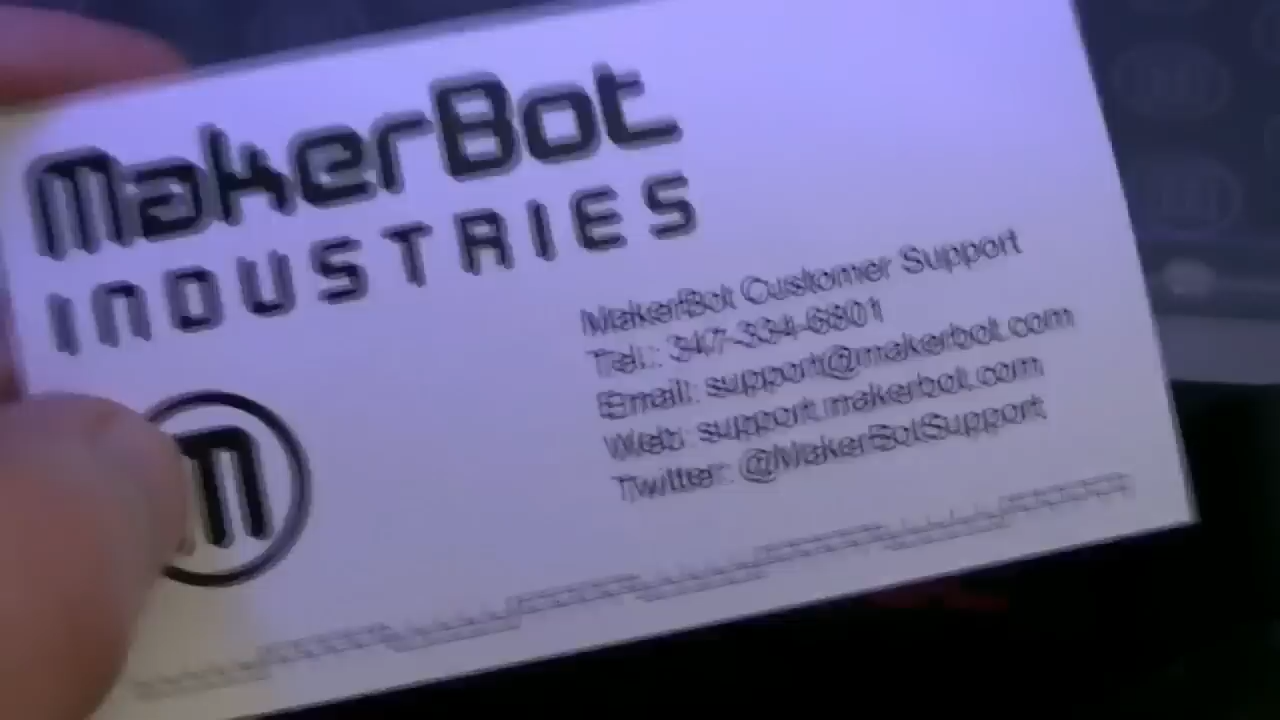 MakerBot
INDUSTRIES
MakerBot Customer Support
Tel.: 347-334-6801
Email: support@makerbot.com
Web: support.makerbot.com
Twitter: @MakerBotSupport
M